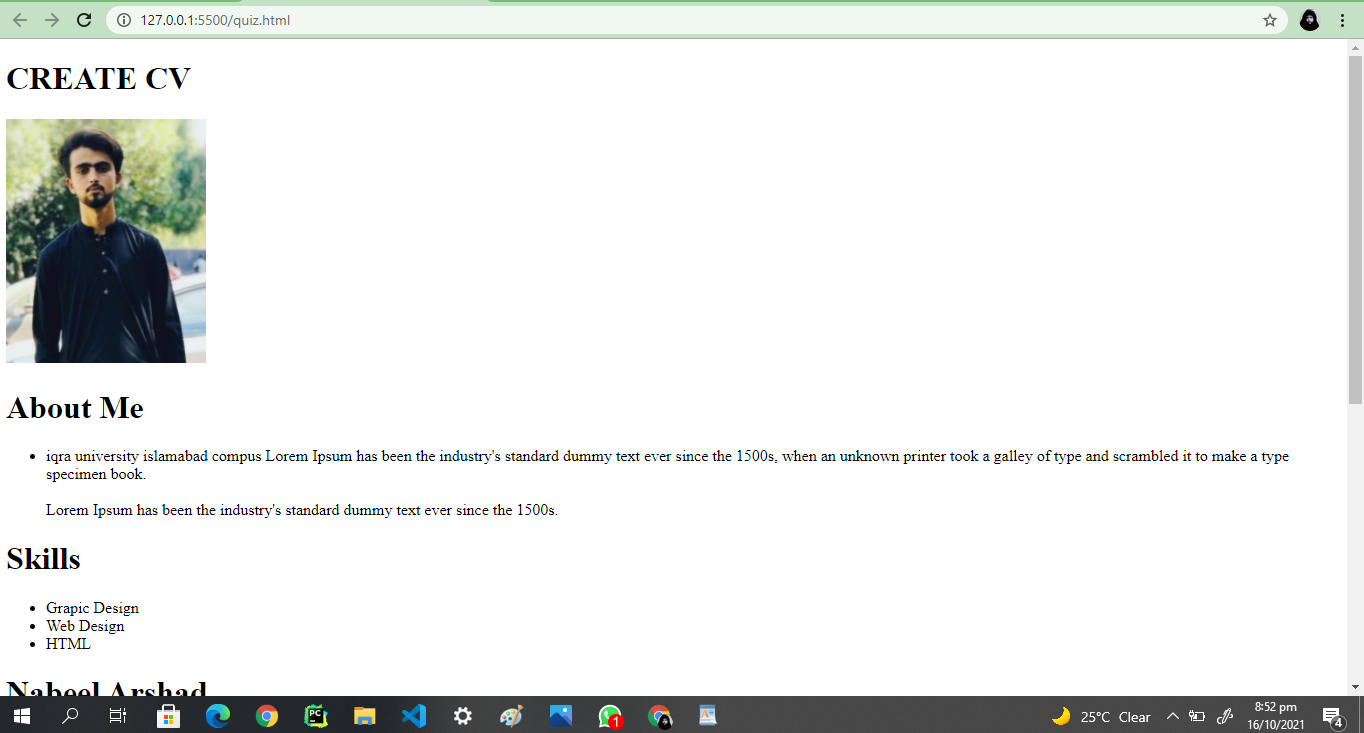 127.0.0.1:5500/quiz.html
CREATE CV
About Me
iqra university islamabad compus Lorem Ipsum has been the industry's standard dummy text ever since the 1500s, when an unknown printer took a galley of type and scrambled it to make a type
specimen book.
Lorem Ipsum has been the industry's standard dummy text ever since the 1500s.
Skills
Grapic Design
Web Design
HTML
Nabeel Arshad
PC
1
25°C Clear
8:52 pm
16/10/2021
4